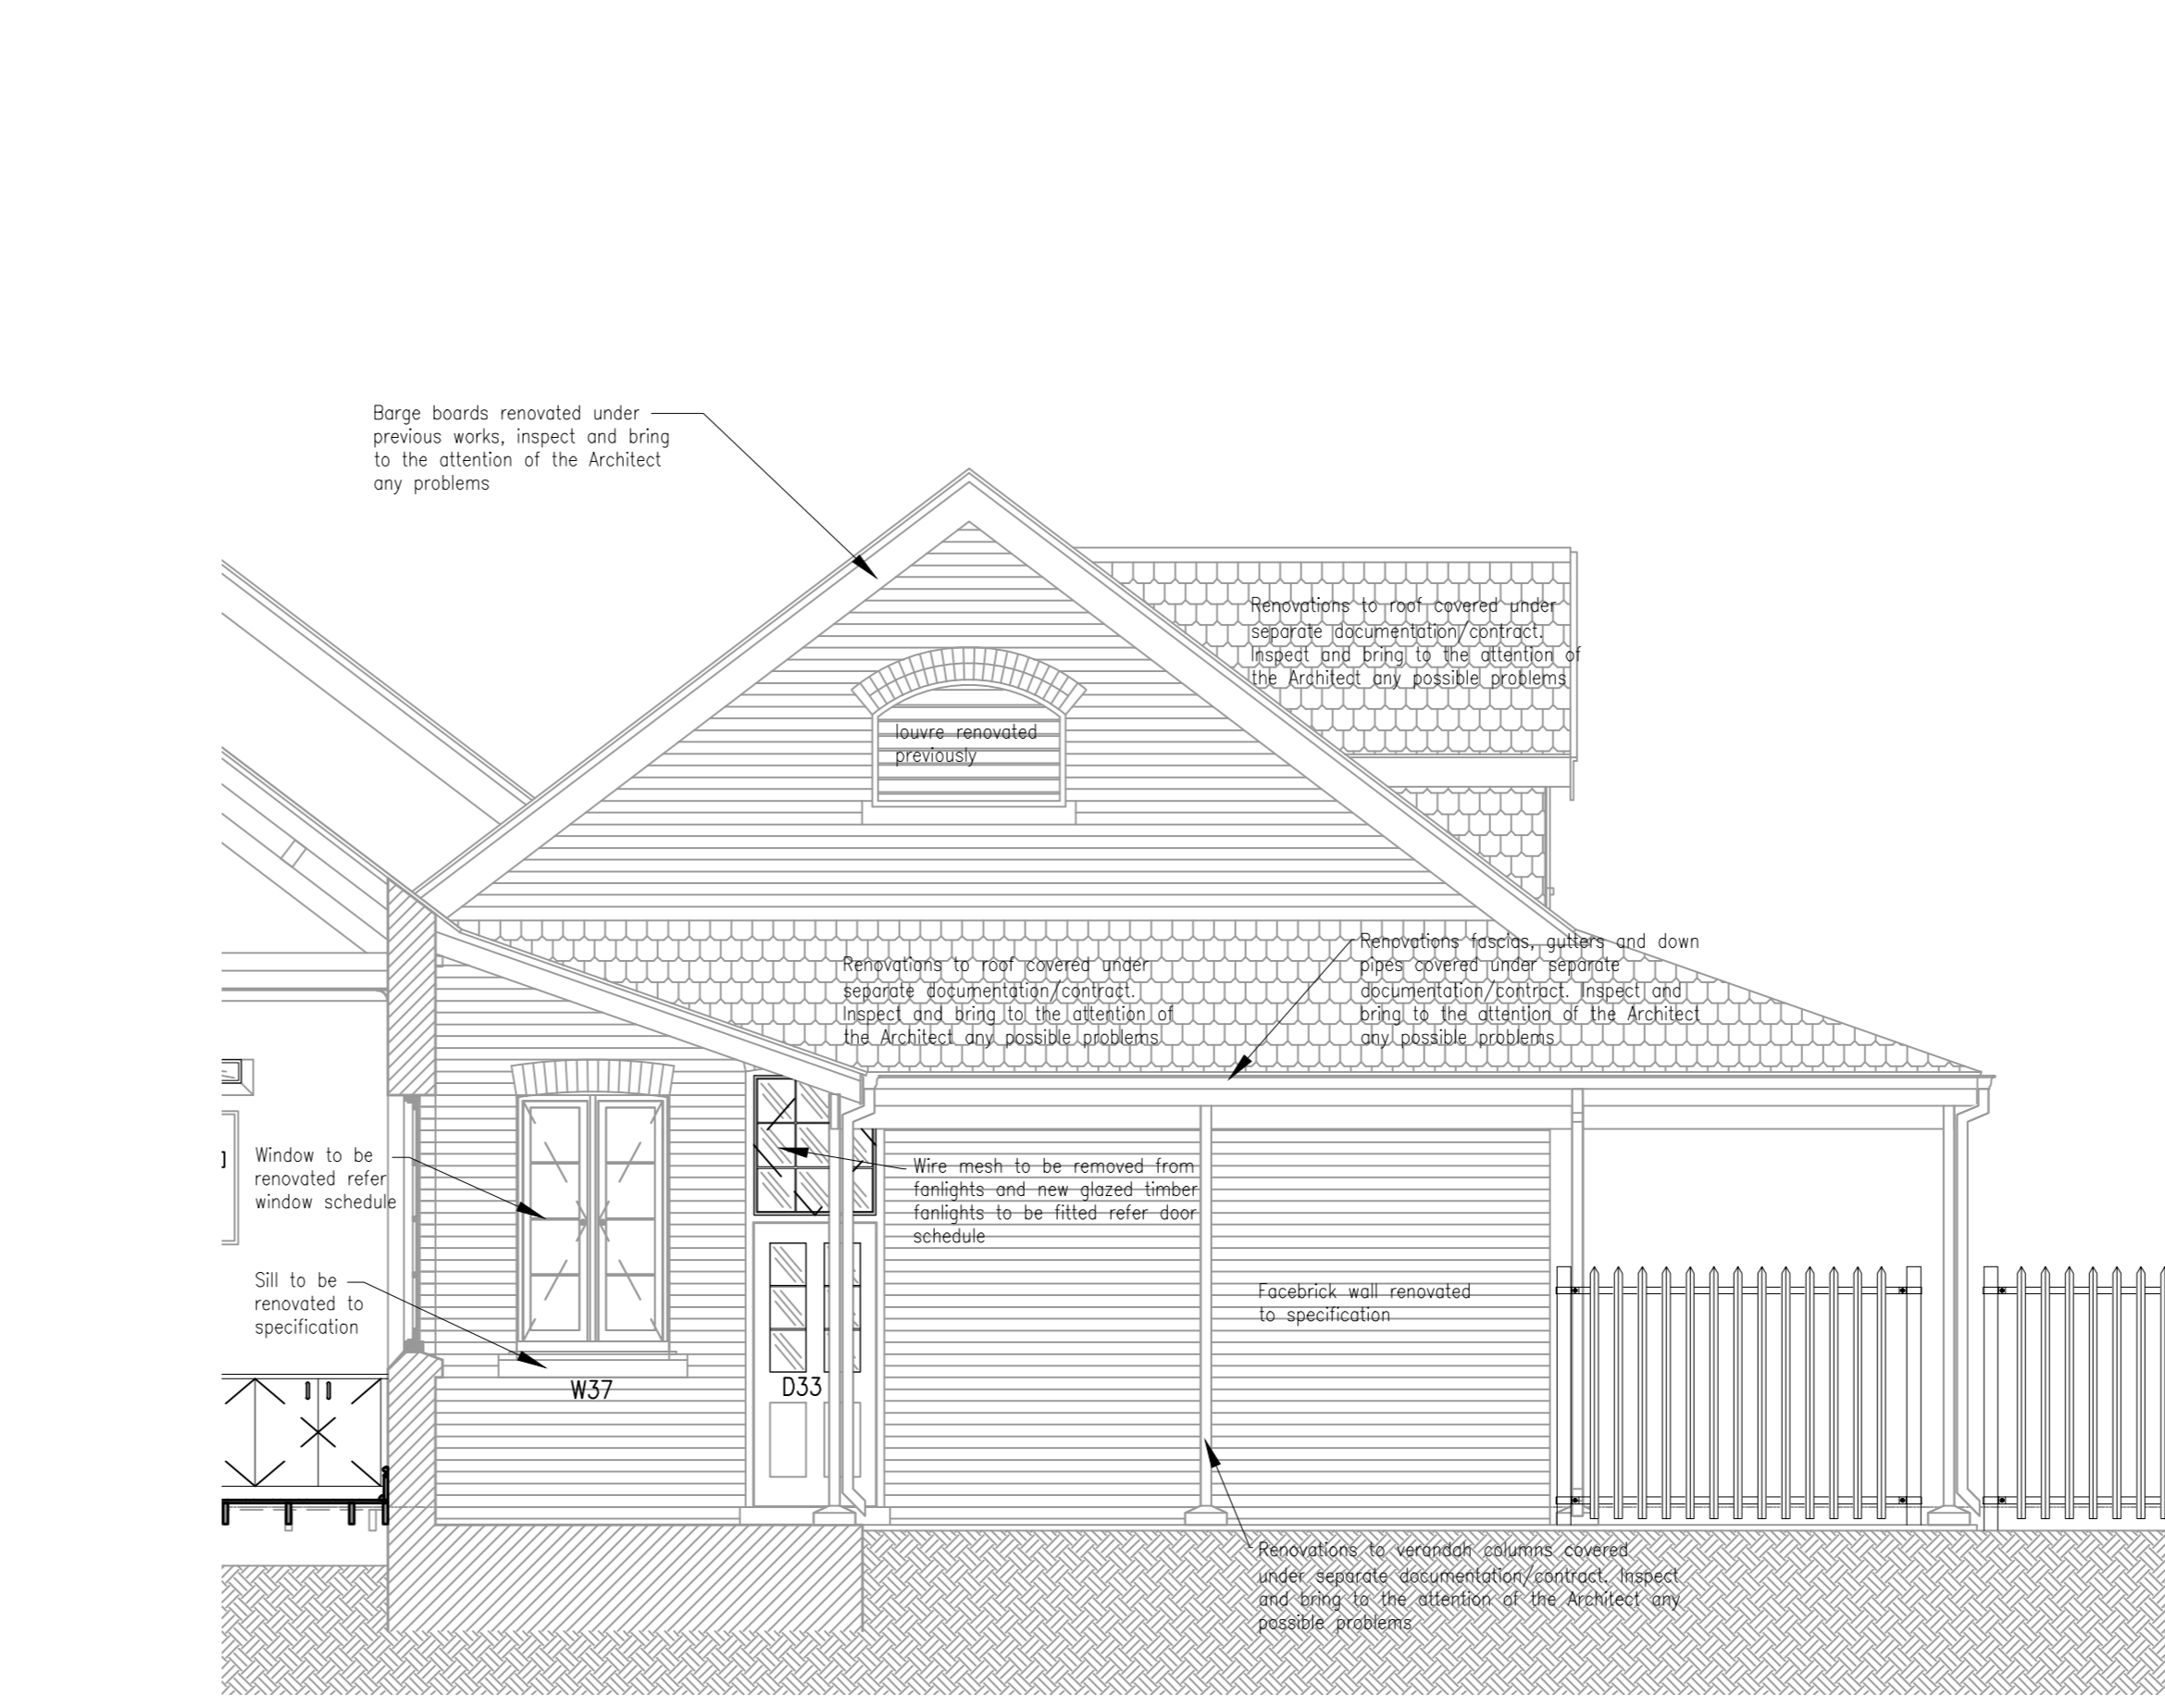 Barge boards renovated under
previous works, inspect and bring
to the attention of the Architect
any problems
Renovations to roof covered under
separate documentation/contract.
Inspect and bring to the attention of
the Architect any possible problems
louvre renovated
previously
Renovations to roof covered under
separate documentation/contract.
Inspect and bring to the attention of
the Architect any possible problems
Renovations fascias, gutters and down
pipes covered under separate
documentation/contract. Inspect and
bring to the attention of the Architect
any possible problems
Window to be
renovated refer
window schedule
Wire mesh to be removed from
fanlights and new glazed timber
fanlights to be fitted refer door
schedule
Sill to be
renovated to
specification
Facebrick wall renovated
to specification
W37
D33
Renovations to verandah columns covered
under separate documentation/contract. Inspect
and bring to the attention of the Architect any
possible problems